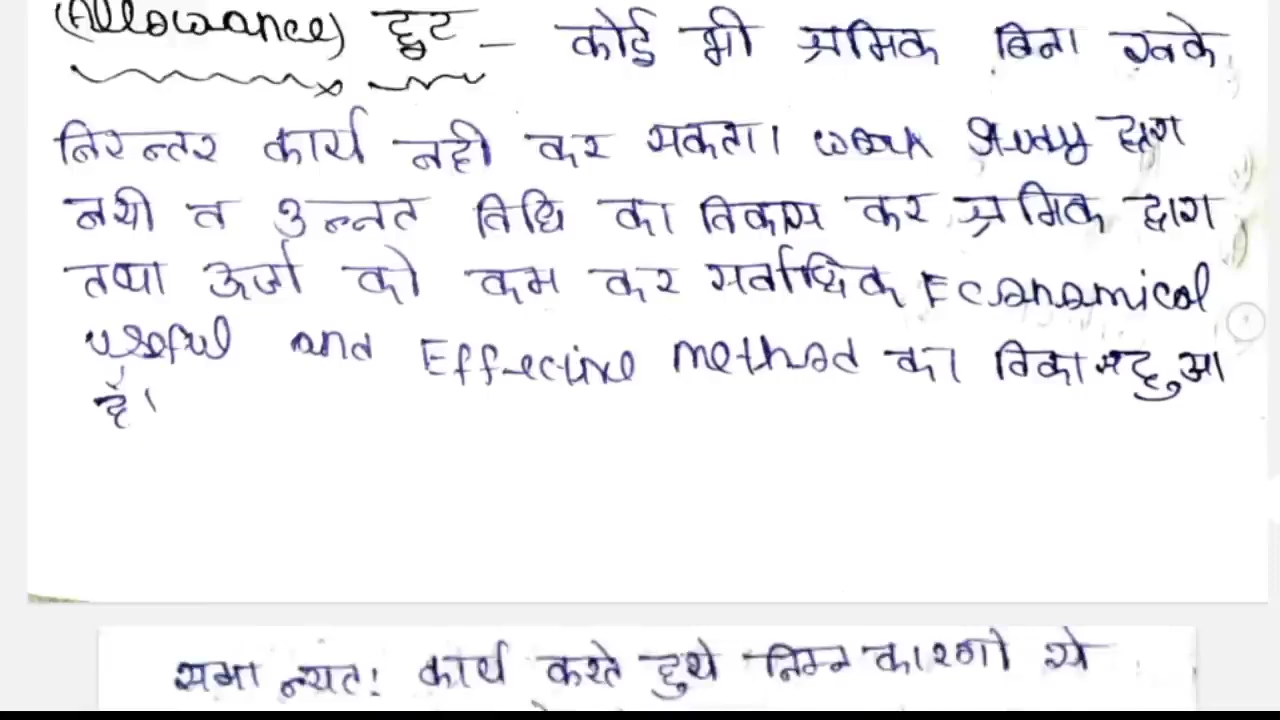 (Allowance) छुट – कोई भी श्रमिक बिना रुके
निरन्तर कार्य नही कर सकता। work study द्वारा
नयी व उन्नत विधि का विकास कर श्रमिक द्वारा
तथा ऊर्जा को कम कर सर्वाधिक Economical
useful and Effective method का विकास हुआ
है।
समान्यतः कार्य करते हुये निम्न कारणो से